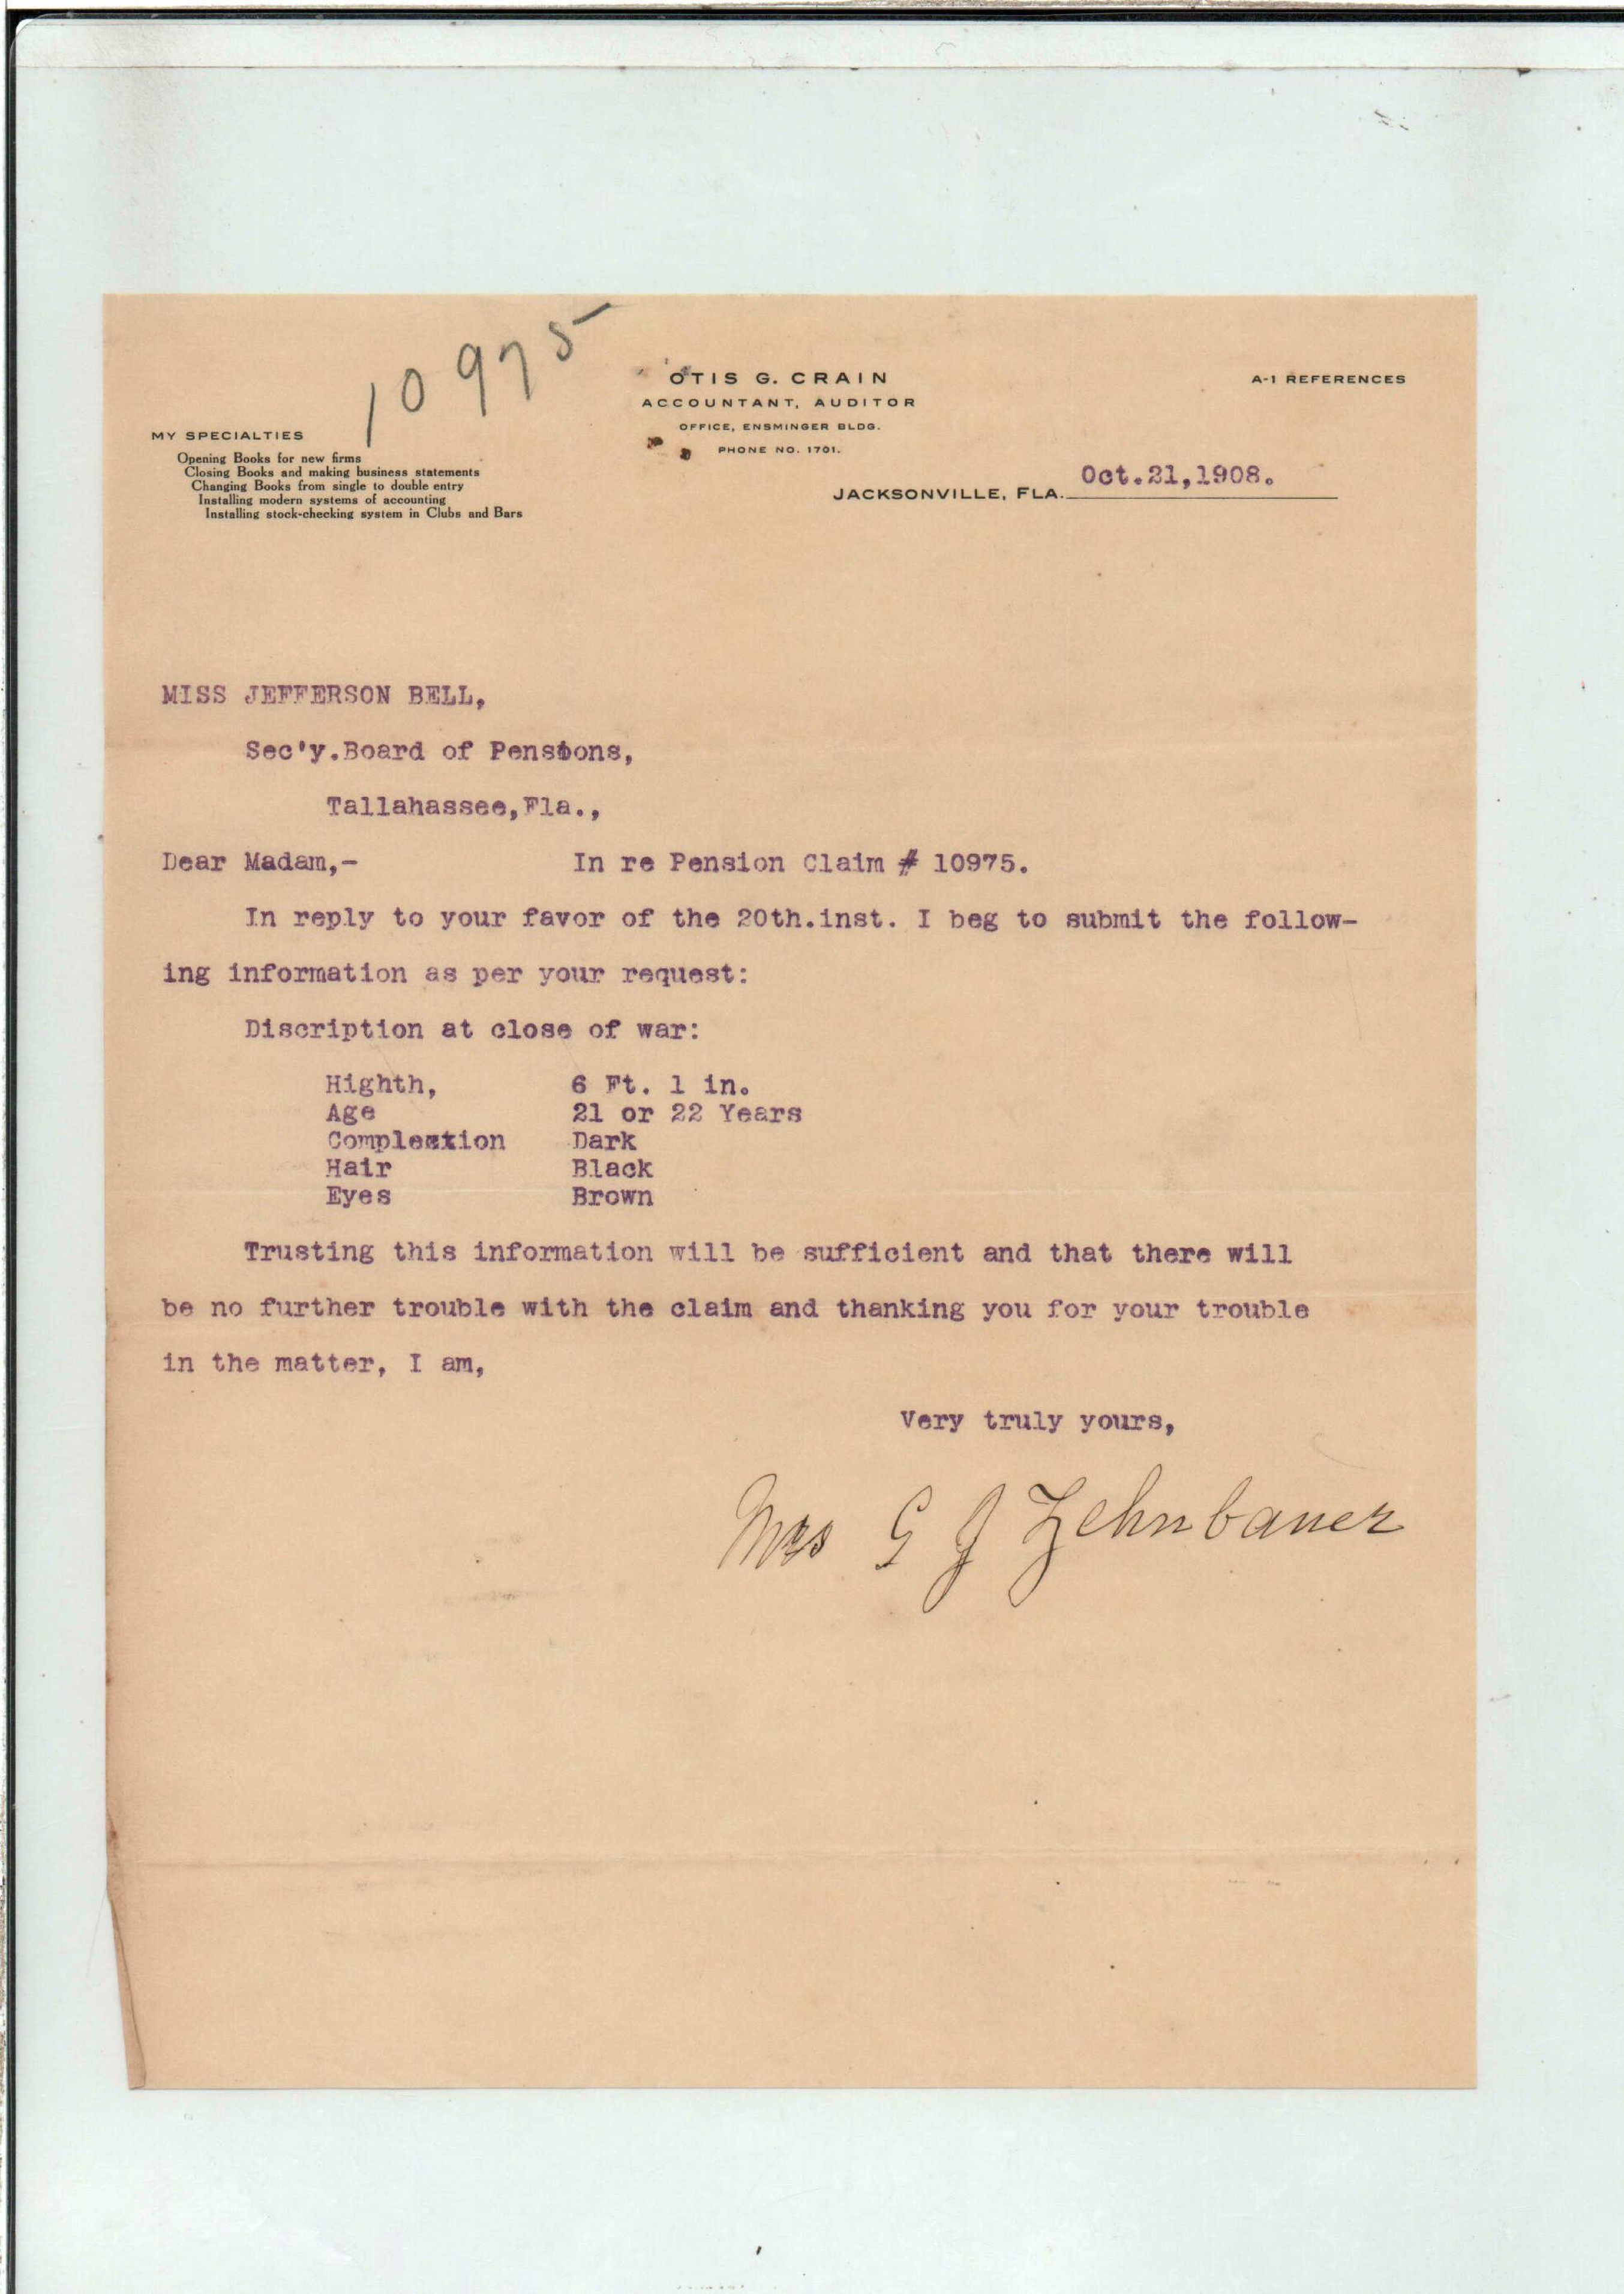 10975
OTIS G. CRAIN
ACCOUNTANT, AUDITOR
OFFICE, ENSMINGER BLDG.
PHONE NO. 1701.
A-1 REFERENCES
MY SPECIALTIES
Opening Books for new firms
Closing Books and making business statements
Changing Books from single to double entry
Installing modern systems of accounting
Installing stock-checking system in Clubs and Bars
JACKSONVILLE, FLA. Oct.21,1908.
MISS JEFFERSON BELL,
Sec'y.Board of Pensions,
Tallahassee,Fla.,
Dear Madam,- In re Pension Claim # 10975.
In reply to your favor of the 20th.inst. I beg to submit the follow-
ing information as per your request:
Discription at close of war:
Highth, 6 Ft. 1 in.
Age 21 or 22 Years
Complextion Dark
Hair Black
Eyes Brown
Trusting this information will be sufficient and that there will
be no further trouble with the claim and thanking you for your trouble
in the matter, I am,
Very truly yours,
Mrs G J Zehnbauer